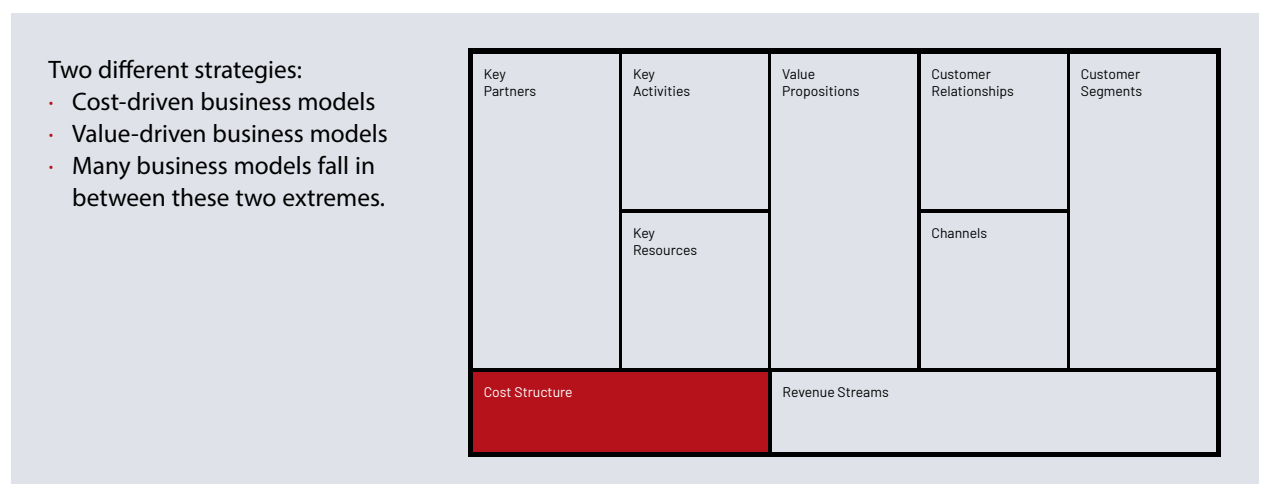 Two different strategies:
· Cost-driven business models
· Value-driven business models
· Many business models fall in
between these two extremes.
Key
Partners
Key
Activities
Key
Resources
Value
Propositions
Customer
Relationships
Channels
Customer
Segments
Cost Structure
Revenue Streams